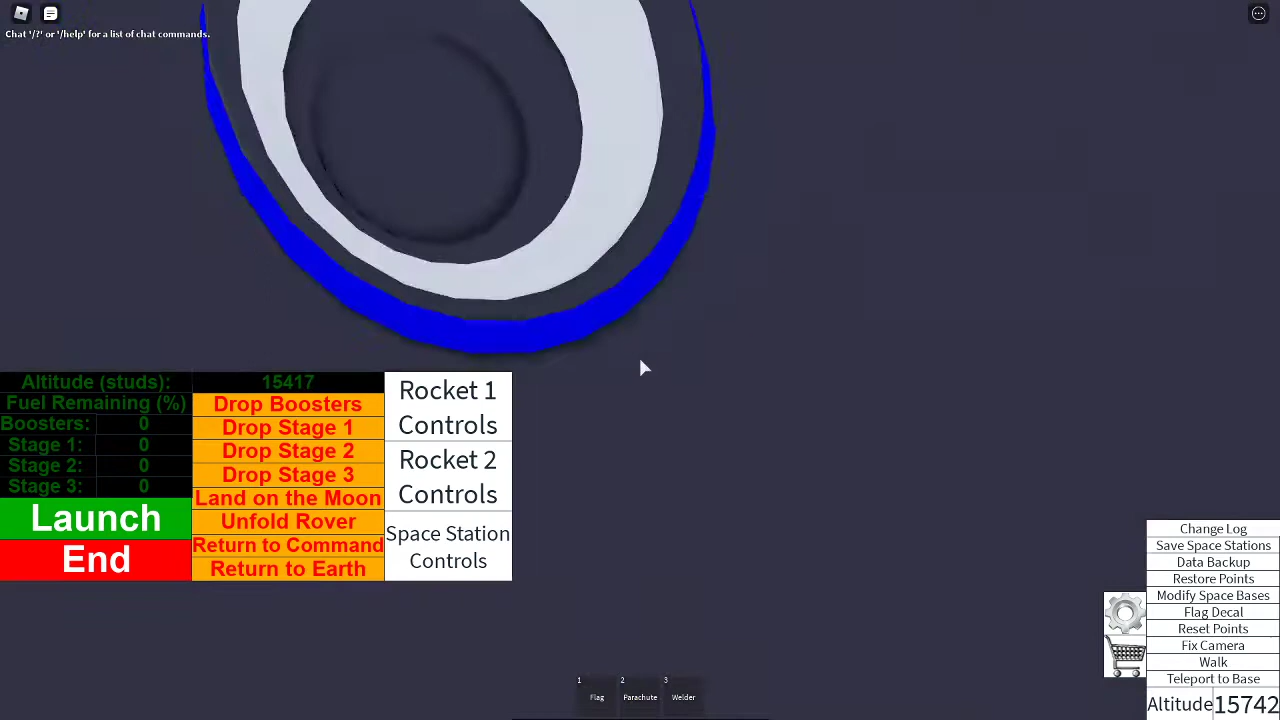 Chat '/?' or '/help' for a list of chat commands.
Altitude (studs): 15417
Fuel Remaining (%)
Boosters: 0
Stage 1: 0
Stage 2: 0
Stage 3: 0
Launch
End
Drop Boosters
Drop Stage 1
Drop Stage 2
Drop Stage 3
Land on the Moon
Unfold Rover
Return to Command
Return to Earth
Rocket 1
Controls
Rocket 2
Controls
Space Station
Controls
1
Flag
2
Parachute
3
Welder
Change Log
Save Space Stations
Data Backup
Restore Points
Modify Space Bases
Flag Decal
Reset Points
Fix Camera
Walk
Teleport to Base
Altitude 15742